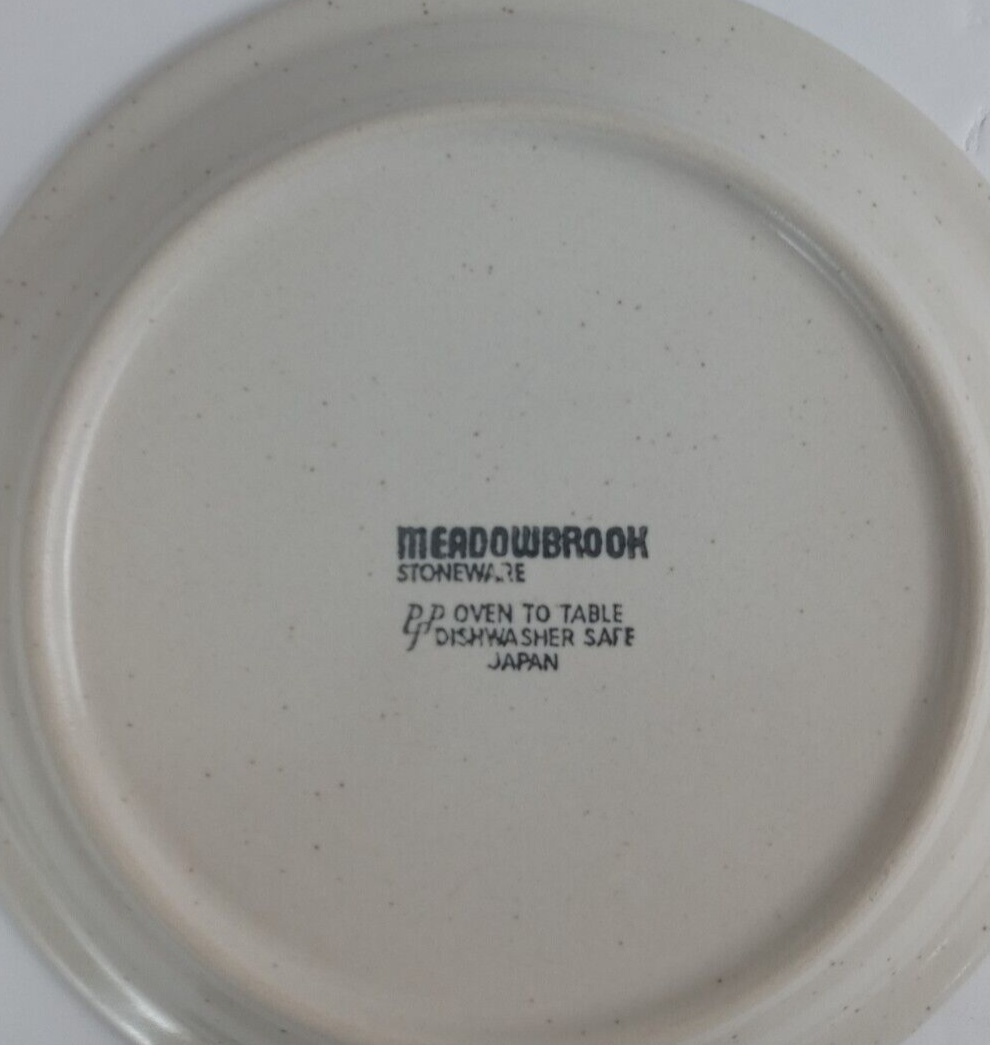 MEADOWBROOK
STONEWARE
OVEN TO TABLE
DISHWASHER SAFE
JAPAN